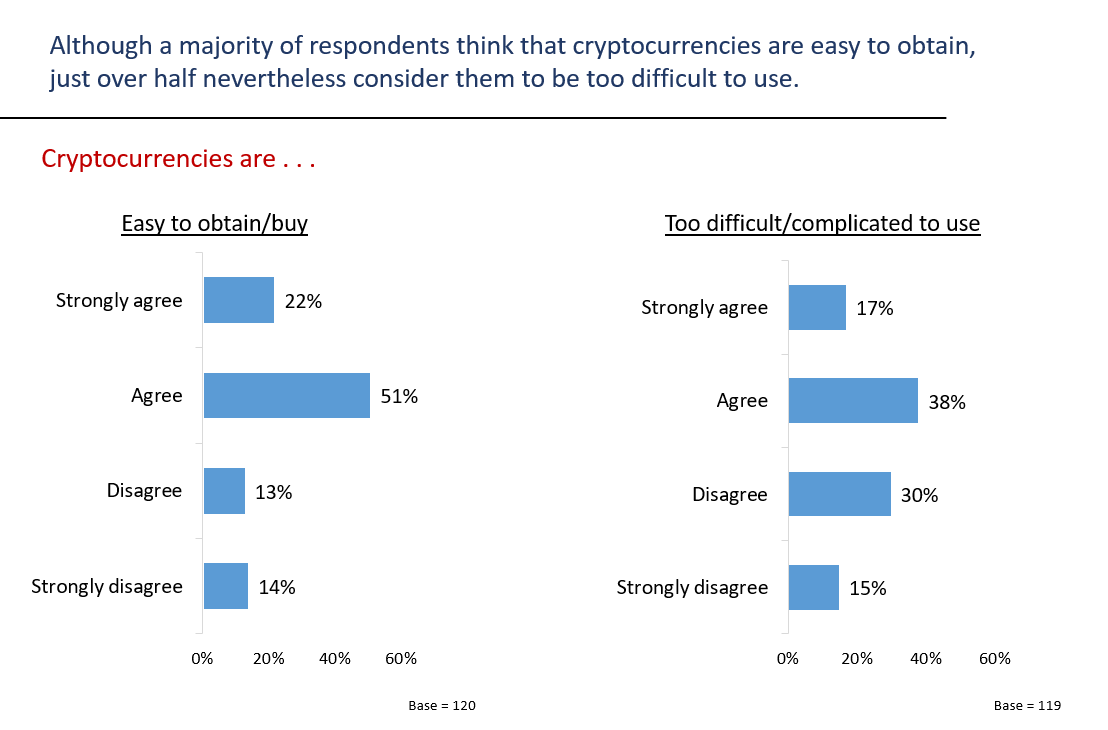 Although a majority of respondents think that cryptocurrencies are easy to obtain,
just over half nevertheless consider them to be too difficult to use.
Cryptocurrencies are . . .
Easy to obtain/buy
Strongly agree 22%
Agree 51%
Disagree 13%
Strongly disagree 14%
0% 20% 40% 60%
Base = 120
Too difficult/complicated to use
Strongly agree 17%
Agree 38%
Disagree 30%
Strongly disagree 15%
0% 20% 40% 60%
Base = 119